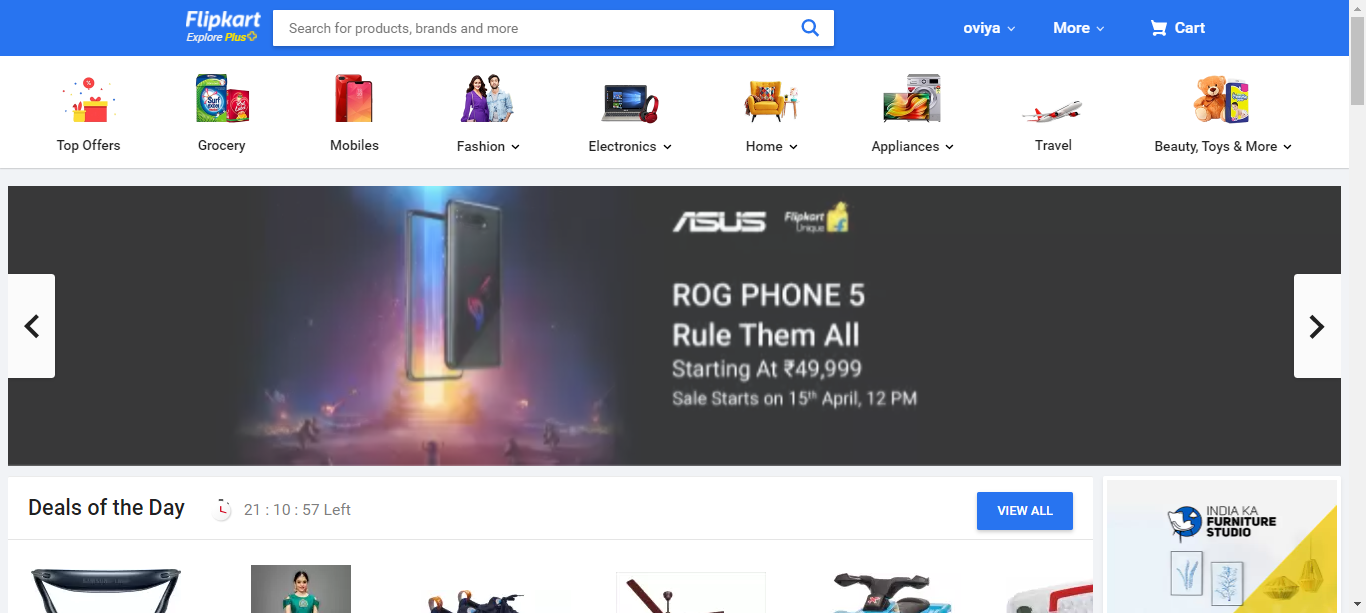 Flipkart
Explore Plus
Search for products, brands and more
oviya
More
Cart
Top Offers
Grocery
Mobiles
Fashion
Electronics
Home
Appliances
Travel
Beauty, Toys & More
ASUS
Flipkart
Unique
ROG PHONE 5
Rule Them All
Starting At ₹49,999
Sale Starts on 15th April, 12 PM
Deals of the Day
21 : 10 : 57 Left
VIEW ALL
INDIA KA
FURNITURE
STUDIO